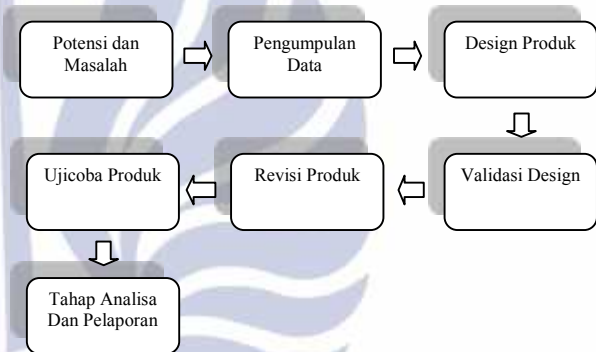 Potensi dan
Masalah
Pengumpulan
Data
Design Produk
Validasi Design
Revisi Produk
Ujicoba Produk
Tahap Analisa
Dan Pelaporan